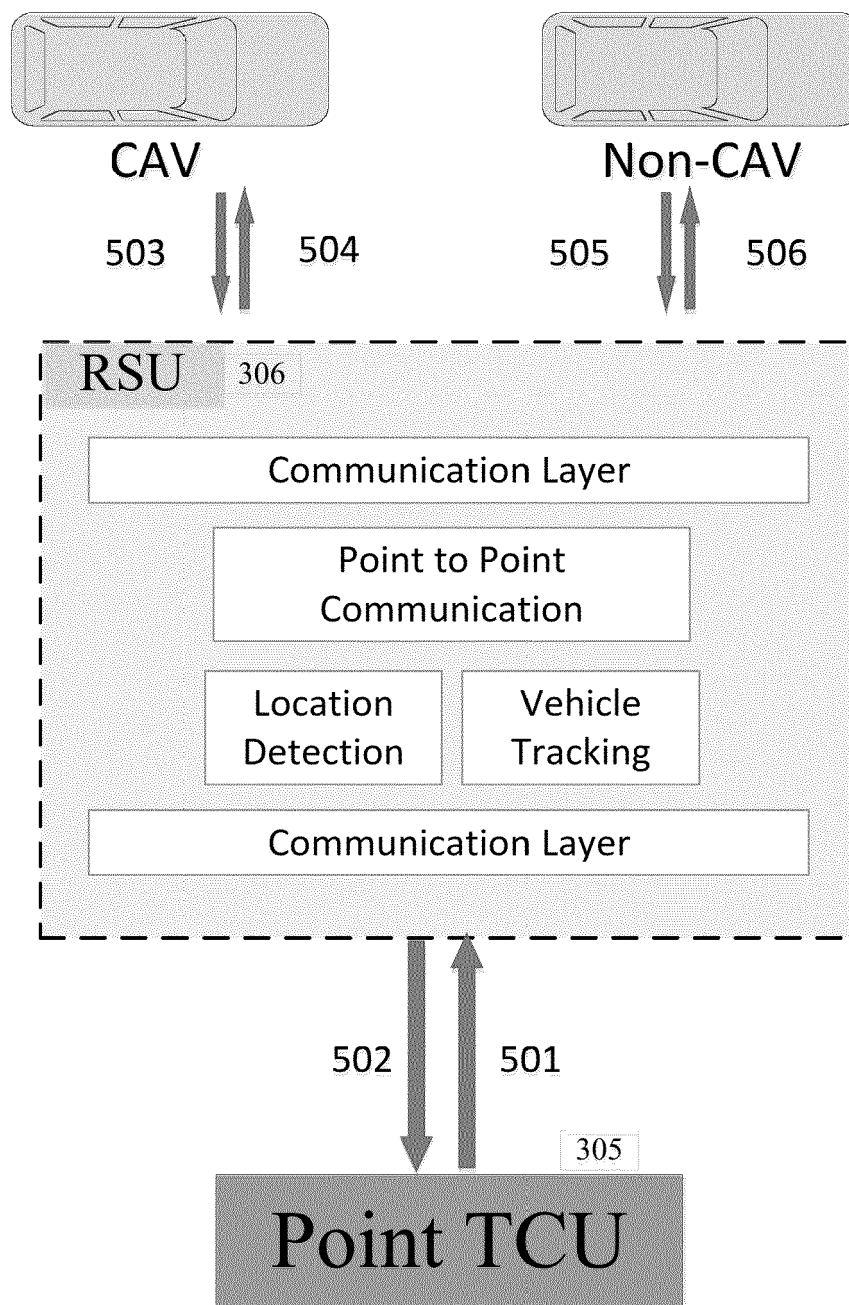 CAV
Non-CAV
503
504
505
506
RSU
306
Communication Layer
Point to Point
Communication
Location
Detection
Vehicle
Tracking
Communication Layer
502
501
305
Point TCU